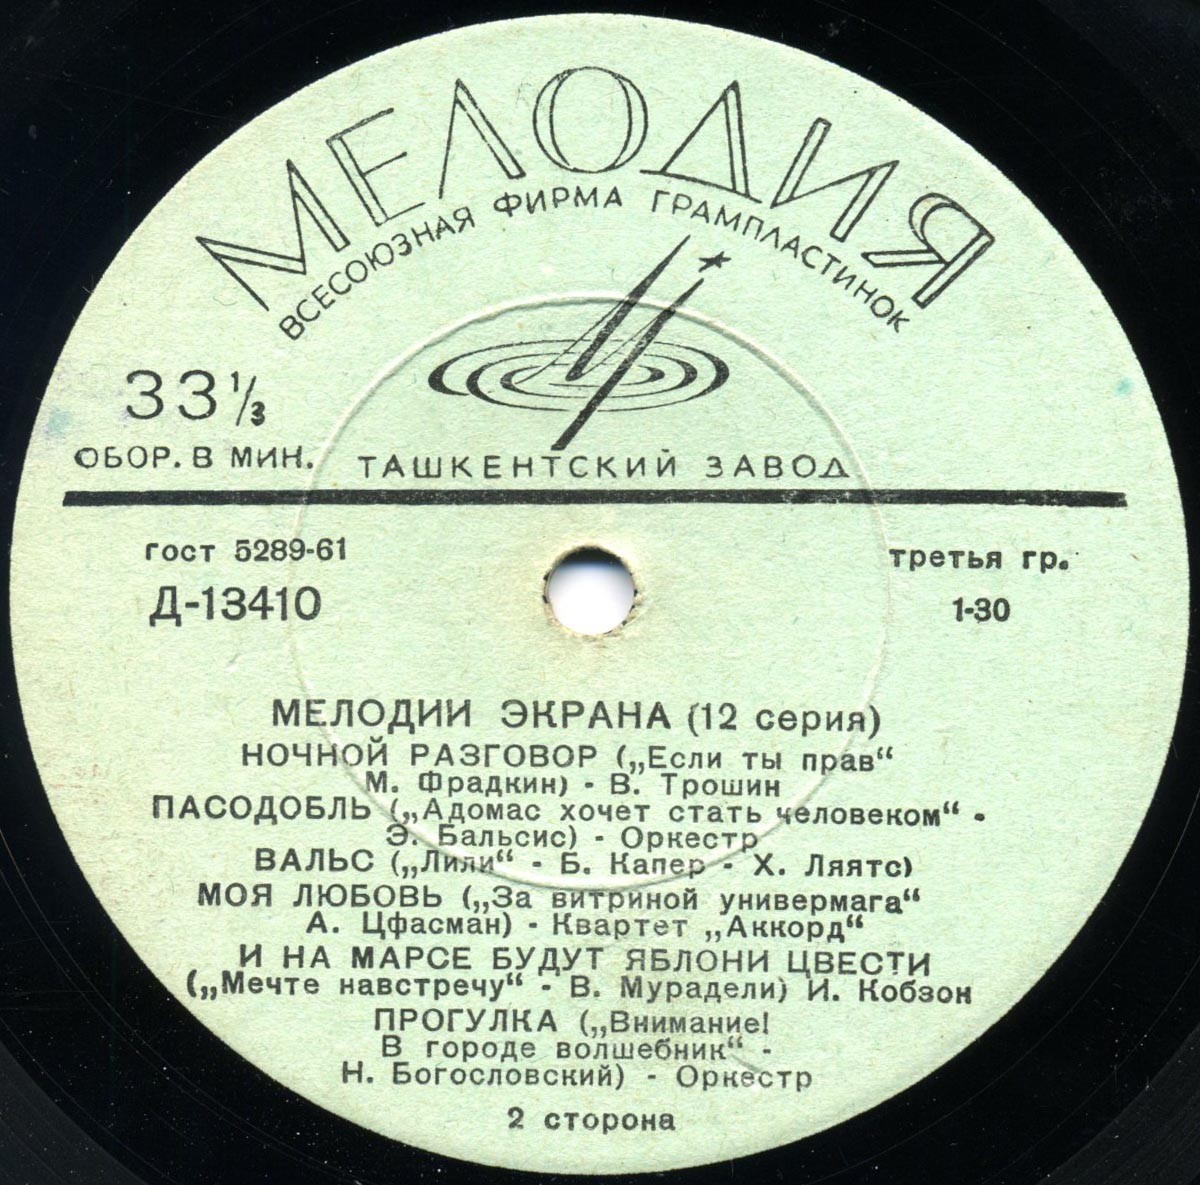 МЕЛОДИЯ
ВСЕСОЮЗНАЯ ФИРМА ГРАМПЛАСТИНОК
33 1/3
ОБОР. В МИН.
ТАШКЕНТСКИЙ ЗАВОД
гост 5289-61
третья гр.
Д-13410
1-30
МЕЛОДИИ ЭКРАНА (12 серия)
НОЧНОЙ РАЗГОВОР („Если ты прав“
М. Фрадкин) - В. Трошин
ПАСОДОБЛЬ („Адомас хочет стать человеком“ -
Э. Бальсис) - Оркестр
ВАЛЬС („Лили“ - Б. Капер - Х. Ляятс)
МОЯ ЛЮБОВЬ („За витриной универмага“
А. Цфасман) - Квартет „Аккорд“
И НА МАРСЕ БУДУТ ЯБЛОНИ ЦВЕСТИ
(„Мечте навстречу“ - В. Мурадели) И. Кобзон
ПРОГУЛКА („Внимание!
В городе волшебник“ -
Н. Богословский) - Оркестр
2 сторона